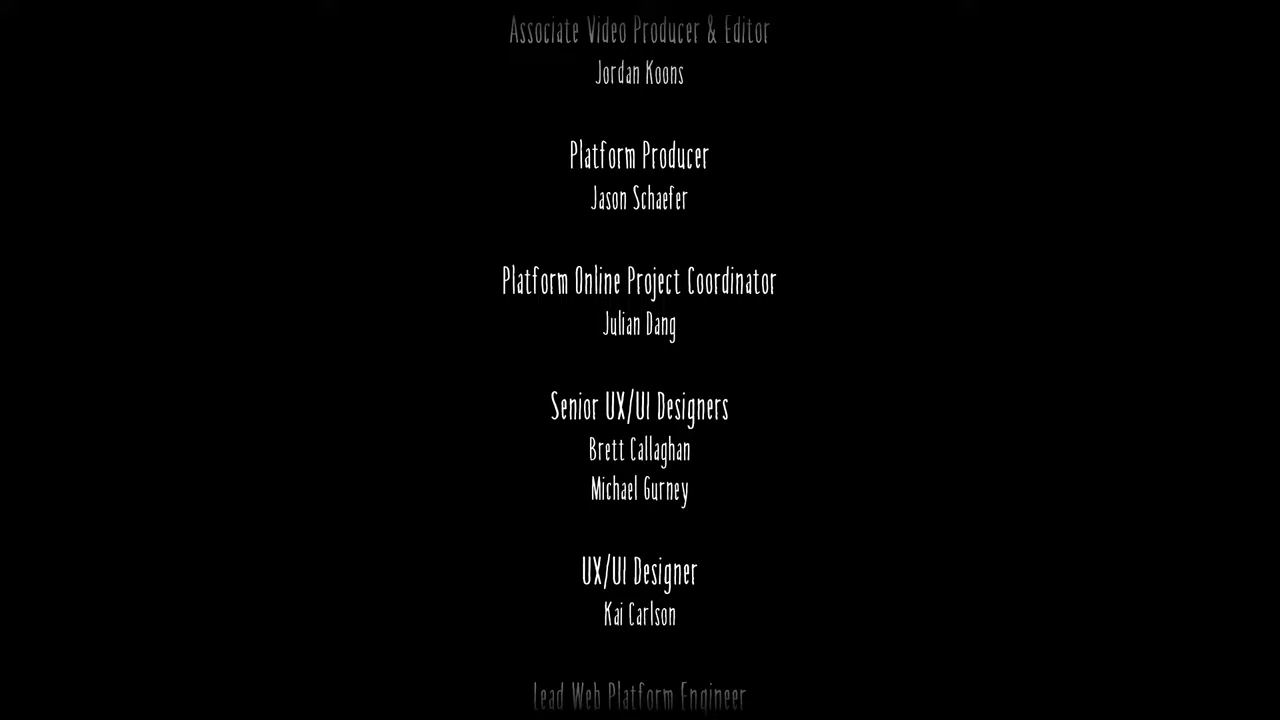 Associate Video Producer & Editor
Jordan Koons
Platform Producer
Jason Schaefer
Platform Online Project Coordinator
Julian Dang
Senior UX/UI Designers
Brett Callaghan
Michael Gurney
UX/UI Designer
Kai Carlson
Lead Web Platform Engineer